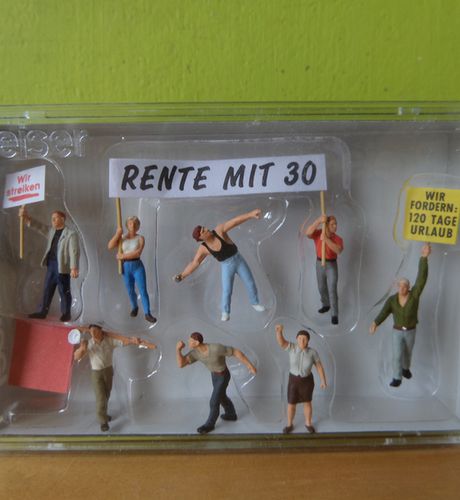 eiser
Wir
streiken
RENTE MIT 30
WIR
FORDERN:
120 TAGE
URLAUB